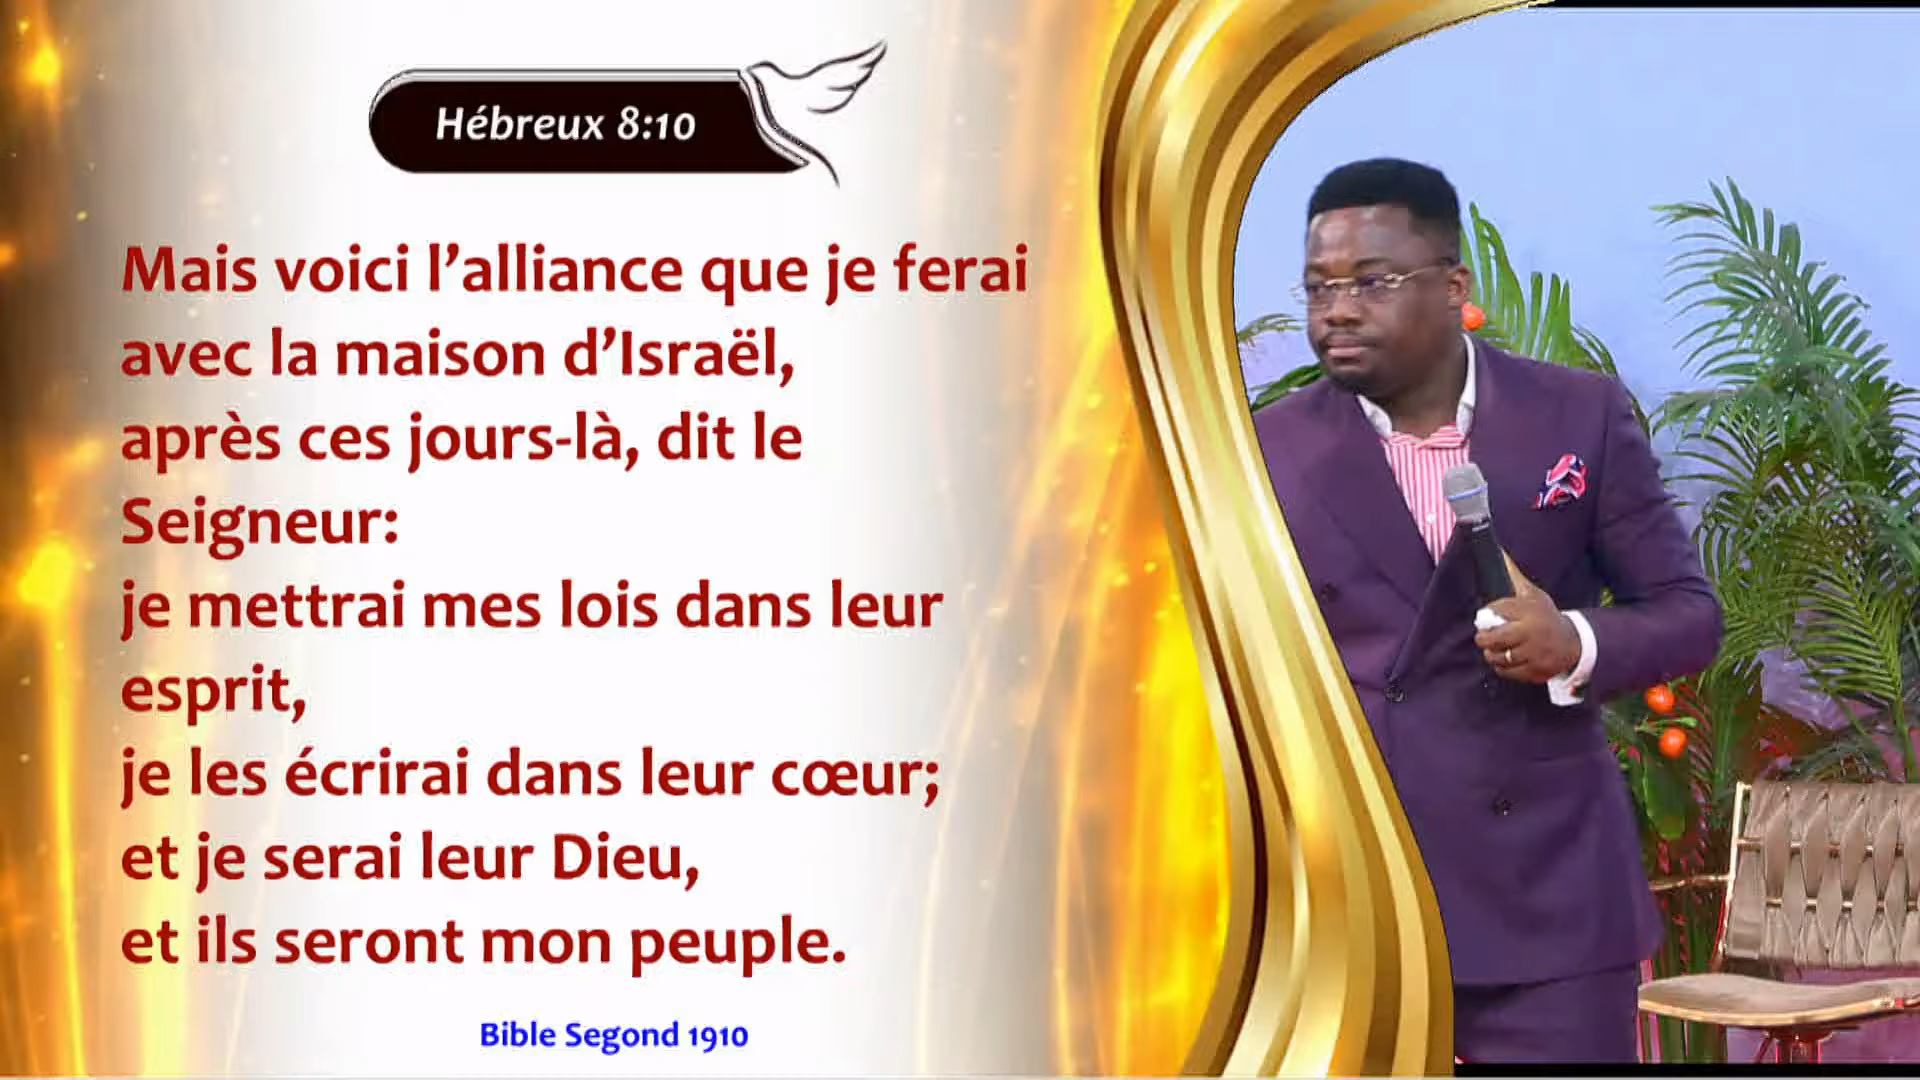 Hébreux 8:10
Mais voici l’alliance que je ferai
avec la maison d’Israël,
après ces jours-là, dit le
Seigneur:
je mettrai mes lois dans leur
esprit,
je les écrirai dans leur cœur;
et je serai leur Dieu,
et ils seront mon peuple.
Bible Segond 1910